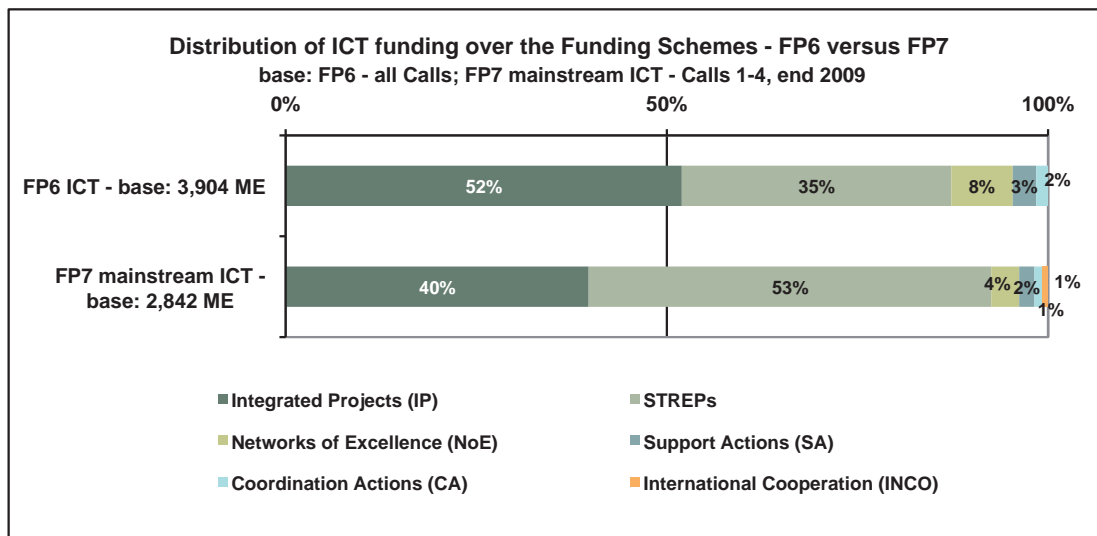 Distribution of ICT funding over the Funding Schemes - FP6 versus FP7
base: FP6 - all Calls; FP7 mainstream ICT - Calls 1-4, end 2009
0% 50% 100%
FP6 ICT - base: 3,904 ME
52% 35% 8% 3% 2%
FP7 mainstream ICT -
base: 2,842 ME
40% 53% 4% 2% 1%
1%
Integrated Projects (IP)
STREPs
Networks of Excellence (NoE)
Support Actions (SA)
Coordination Actions (CA)
International Cooperation (INCO)